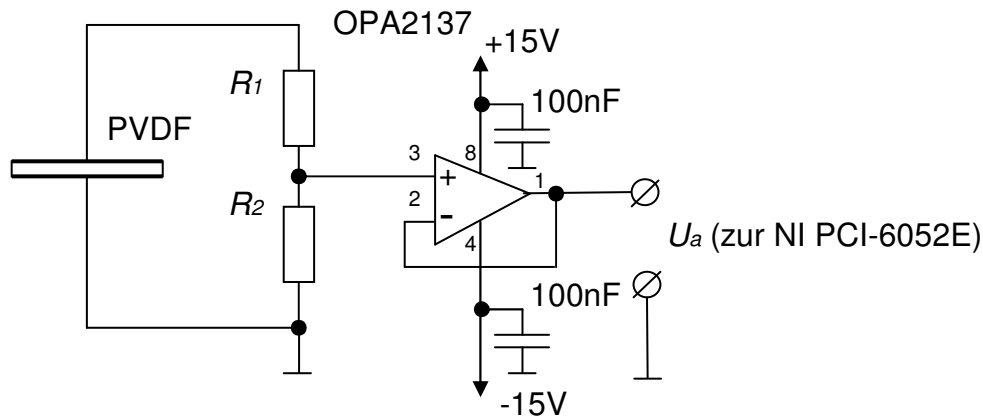 OPA2137
+15V
R1
100nF
PVDF
3
8
+
1
2
-
R2
4
Ua (zur NI PCI-6052E)
100nF
-15V